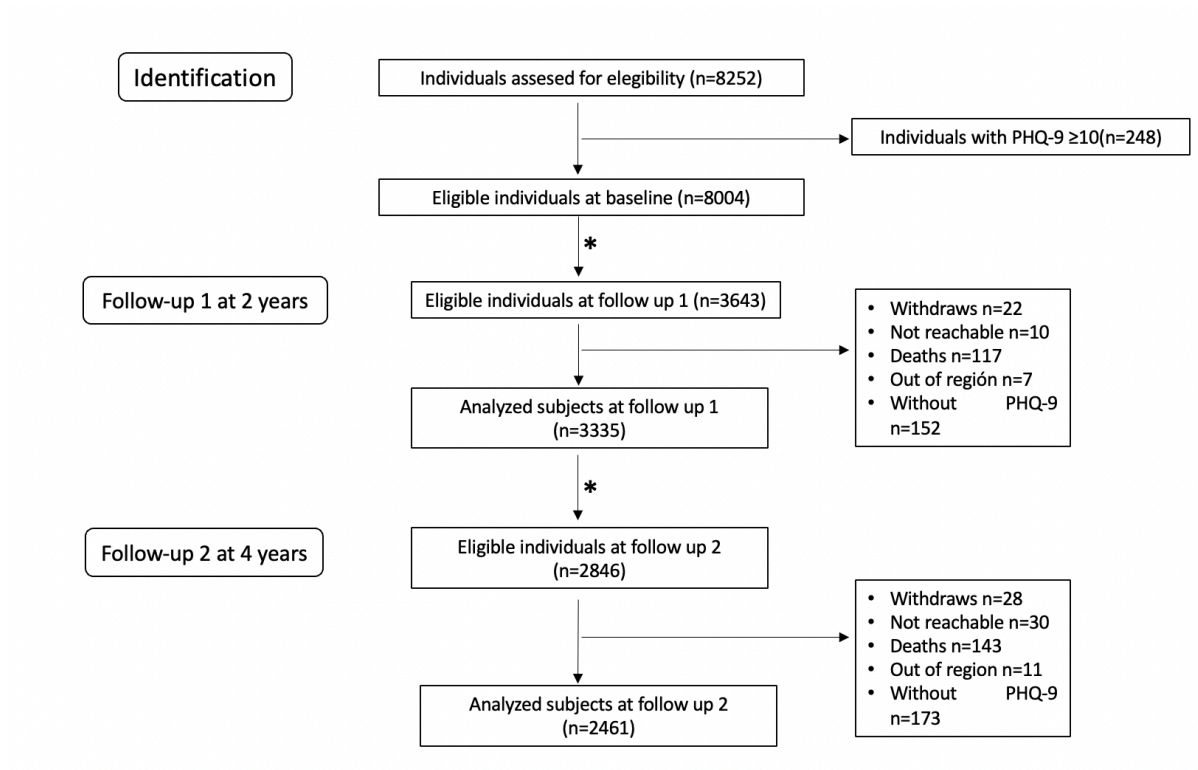 Identification
Individuals assesed for elegibility (n=8252)
Individuals with PHQ-9 ≥10(n=248)
Eligible individuals at baseline (n=8004)
*
Follow-up 1 at 2 years
Eligible individuals at follow up 1 (n=3643)
• Withdraws n=22
• Not reachable n=10
• Deaths n=117
• Out of región n=7
• Without PHQ-9
n=152
Analyzed subjects at follow up 1
(n=3335)
*
Follow-up 2 at 4 years
Eligible individuals at follow up 2
(n=2846)
• Withdraws n=28
• Not reachable n=30
• Deaths n=143
• Out of region n=11
• Without PHQ-9
n=173
Analyzed subjects at follow up 2
(n=2461)